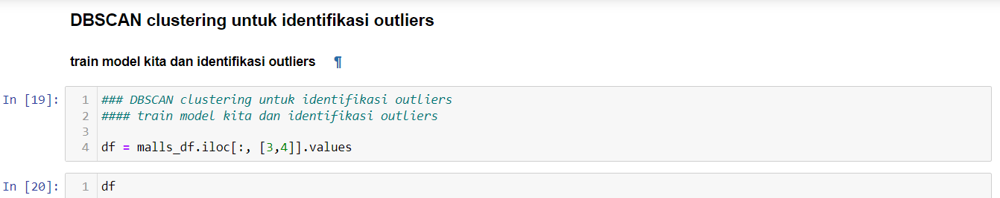 DBSCAN clustering untuk identifikasi outliers
train model kita dan identifikasi outliers ¶
In [19]:
1 ### DBSCAN clustering untuk identifikasi outliers
2 #### train model kita dan identifikasi outliers
3
4 df = malls_df.iloc[:, [3,4]].values
In [20]:
1 df